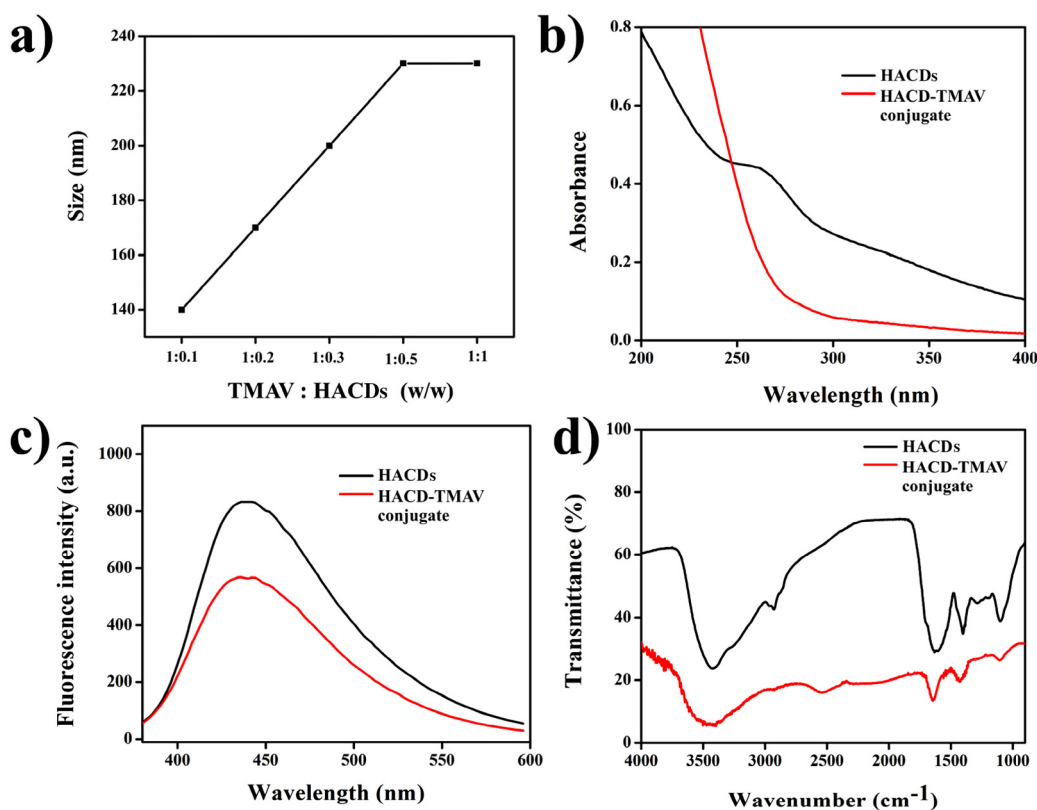 a)
240
220
200
180
160
140
Size (nm)
1:0.1 1:0.2 1:0.3 1:0.5 1:1
TMAV : HACDs (w/w)
b)
0.8
0.6
0.4
0.2
0.0
Absorbance
HACDs
HACD-TMAV
conjugate
200 250 300 350 400
Wavelength (nm)
c)
1000
800
600
400
200
0
Fluorescence intensity (a.u.)
HACDs
HACD-TMAV
conjugate
400 450 500 550 600
Wavelength (nm)
d)
100
80
60
40
20
0
Transmittance (%)
HACDs
HACD-TMAV
conjugate
4000 3500 3000 2500 2000 1500 1000
Wavenumber (cm⁻¹)